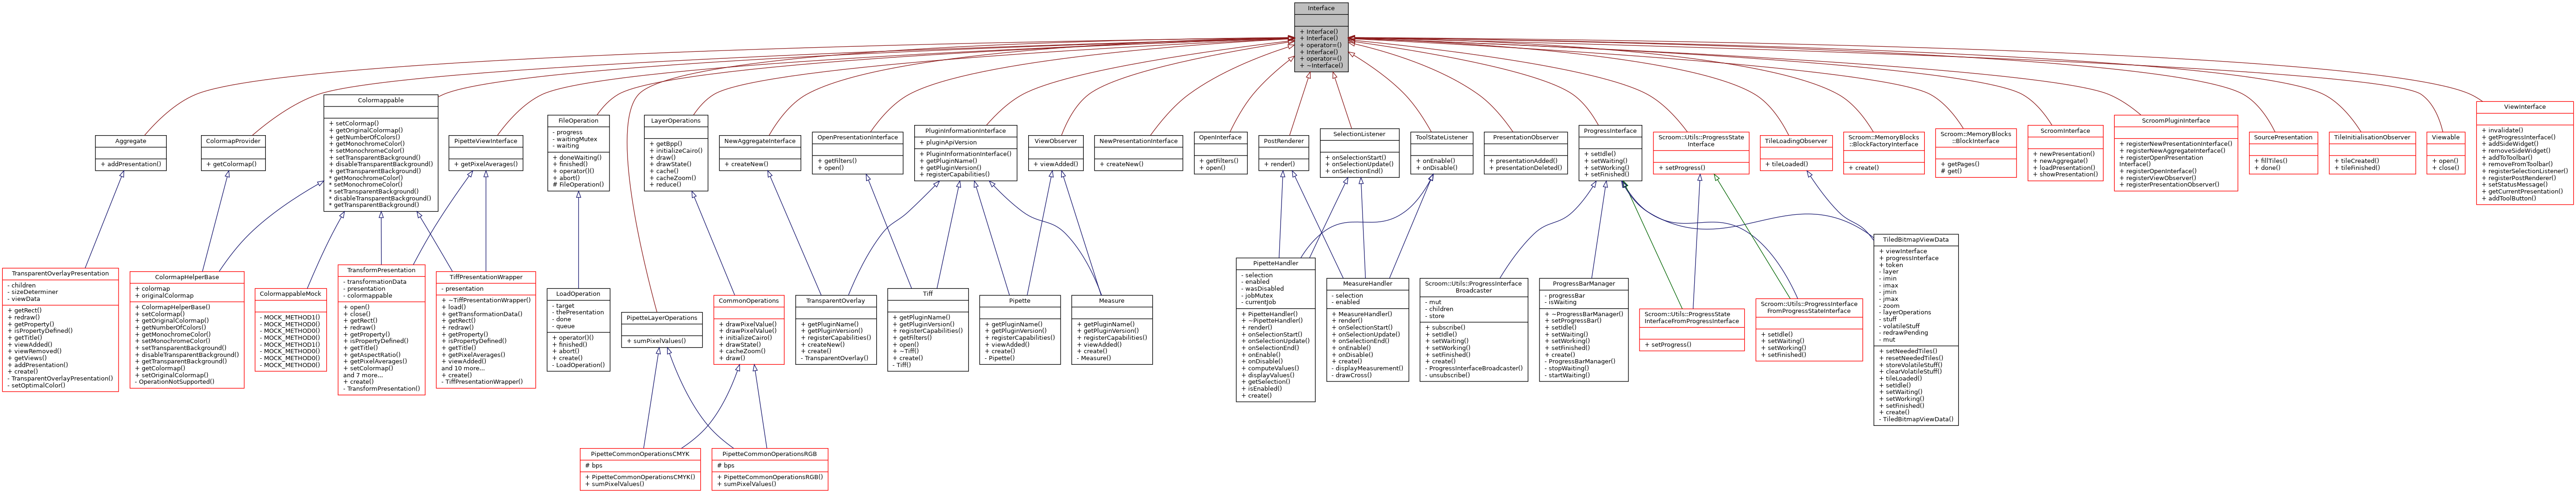 Interface
+ Interface()
+ Interface()
+ operator=()
+ Interface()
+ operator=()
+ ~Interface()
Aggregate
+ addPresentation()
ColormapProvider
+ getColormap()
Colormappable
+ setColormap()
+ getOriginalColormap()
+ getNumberOfColors()
+ getMonochromeColor()
+ setMonochromeColor()
+ setTransparentBackground()
+ disableTransparentBackground()
+ getTransparentBackground()
* getMonochromeColor()
* setMonochromeColor()
* setTransparentBackground()
* disableTransparentBackground()
* getTransparentBackground()
PipetteViewInterface
+ getPixelAverages()
FileOperation
- progress
- waitingMutex
- waiting
+ doneWaiting()
+ finished()
+ operator()()
+ abort()
# FileOperation()
LayerOperations
+ getBpp()
+ initializeCairo()
+ draw()
+ drawState()
+ cache()
+ cacheZoom()
+ reduce()
NewAggregateInterface
+ createNew()
OpenPresentationInterface
+ getFilters()
+ open()
PluginInformationInterface
+ pluginApiVersion
+ PluginInformationInterface()
+ getPluginName()
+ getPluginVersion()
+ registerCapabilities()
ViewObserver
+ viewAdded()
NewPresentationInterface
+ createNew()
OpenInterface
+ getFilters()
+ open()
PostRenderer
+ render()
SelectionListener
+ onSelectionStart()
+ onSelectionUpdate()
+ onSelectionEnd()
ToolStateListener
+ onEnable()
+ onDisable()
PresentationObserver
+ presentationAdded()
+ presentationDeleted()
ProgressInterface
+ setIdle()
+ setWaiting()
+ setWorking()
+ setFinished()
Scroom::Utils::ProgressState
Interface
+ setProgress()
TileLoadingObserver
+ tileLoaded()
Scroom::MemoryBlocks
::BlockFactoryInterface
+ create()
Scroom::MemoryBlocks
::BlockInterface
+ getPages()
# get()
ScroomInterface
+ newPresentation()
+ newAggregate()
+ loadPresentation()
+ showPresentation()
ScroomPluginInterface
+ registerNewPresentationInterface()
+ registerNewAggregateInterface()
+ registerOpenPresentation
Interface()
+ registerOpenInterface()
+ registerViewObserver()
+ registerPresentationObserver()
SourcePresentation
+ fillTiles()
+ done()
TileInitialisationObserver
+ tileCreated()
+ tileFinished()
Viewable
+ open()
+ close()
ViewInterface
+ invalidate()
+ getProgressInterface()
+ addSideWidget()
+ removeSideWidget()
+ addToToolbar()
+ removeFromToolbar()
+ registerSelectionListener()
+ registerPostRenderer()
+ setStatusMessage()
+ getCurrentPresentation()
+ addToolButton()
TransparentOverlayPresentation
- children
- sizeDeterminer
- viewData
+ getRect()
+ redraw()
+ getProperty()
+ isPropertyDefined()
+ getTitle()
+ viewAdded()
+ viewRemoved()
+ getViews()
+ addPresentation()
+ create()
- TransparentOverlayPresentation()
- setOptimalColor()
ColormapHelperBase
+ colormap
+ originalColormap
+ ColormapHelperBase()
+ setColormap()
+ getOriginalColormap()
+ getNumberOfColors()
+ getMonochromeColor()
+ setMonochromeColor()
+ setTransparentBackground()
+ disableTransparentBackground()
+ getTransparentBackground()
+ getColormap()
+ setOriginalColormap()
- OperationNotSupported()
ColormappableMock
- MOCK_METHOD1()
- MOCK_METHOD0()
- MOCK_METHOD0()
- MOCK_METHOD0()
- MOCK_METHOD1()
- MOCK_METHOD0()
- MOCK_METHOD0()
- MOCK_METHOD0()
TransformPresentation
- transformationData
- presentation
- colormappable
+ open()
+ close()
+ getRect()
+ redraw()
+ getProperty()
+ isPropertyDefined()
+ getTitle()
+ getAspectRatio()
+ getPixelAverages()
+ setColormap()
and 7 more...
+ create()
- TransformPresentation()
TiffPresentationWrapper
- presentation
+ ~TiffPresentationWrapper()
+ load()
+ getTransformationData()
+ getRect()
+ redraw()
+ getProperty()
+ isPropertyDefined()
+ getTitle()
+ getPixelAverages()
+ viewAdded()
and 10 more...
+ create()
- TiffPresentationWrapper()
LoadOperation
- target
- thePresentation
- done
- queue
+ operator()()
+ finished()
+ abort()
+ create()
- LoadOperation()
PipetteLayerOperations
+ sumPixelValues()
CommonOperations
+ drawPixelValue()
+ drawPixelValue()
+ initializeCairo()
+ drawState()
+ cacheZoom()
+ draw()
TransparentOverlay
+ getPluginName()
+ getPluginVersion()
+ registerCapabilities()
+ createNew()
+ create()
- TransparentOverlay()
Tiff
+ getPluginName()
+ getPluginVersion()
+ registerCapabilities()
+ getFilters()
+ open()
+ ~Tiff()
+ create()
- Tiff()
Pipette
+ getPluginName()
+ getPluginVersion()
+ registerCapabilities()
+ viewAdded()
+ create()
- Pipette()
Measure
+ getPluginName()
+ getPluginVersion()
+ registerCapabilities()
+ viewAdded()
+ create()
- Measure()
PipetteHandler
- selection
- enabled
- wasDisabled
- jobMutex
- currentJob
+ PipetteHandler()
+ ~PipetteHandler()
+ render()
+ onSelectionStart()
+ onSelectionUpdate()
+ onSelectionEnd()
+ onEnable()
+ onDisable()
+ computeValues()
+ displayValues()
+ getSelection()
+ isEnabled()
+ create()
MeasureHandler
- selection
- enabled
+ MeasureHandler()
+ render()
+ onSelectionStart()
+ onSelectionUpdate()
+ onSelectionEnd()
+ onEnable()
+ onDisable()
+ create()
- displayMeasurement()
- drawCross()
Scroom::Utils::ProgressInterface
Broadcaster
- mut
- children
- store
+ subscribe()
+ setIdle()
+ setWaiting()
+ setWorking()
+ setFinished()
+ create()
- ProgressInterfaceBroadcaster()
- unsubscribe()
ProgressBarManager
- progressBar
- isWaiting
+ ~ProgressBarManager()
+ setProgressBar()
+ setIdle()
+ setWaiting()
+ setWorking()
+ setFinished()
+ create()
- ProgressBarManager()
- stopWaiting()
- startWaiting()
Scroom::Utils::ProgressState
InterfaceFromProgressInterface
+ setProgress()
Scroom::Utils::ProgressInterface
FromProgressStateInterface
+ setIdle()
+ setWaiting()
+ setWorking()
+ setFinished()
TiledBitmapViewData
+ viewInterface
+ progressInterface
+ token
- layer
- imin
- imax
- jmin
- jmax
- zoom
- layerOperations
- stuff
- volatileStuff
- redrawPending
- mut
+ setNeededTiles()
+ resetNeededTiles()
+ storeVolatileStuff()
+ clearVolatileStuff()
+ tileLoaded()
+ setIdle()
+ setWaiting()
+ setWorking()
+ setFinished()
+ create()
- TiledBitmapViewData()
PipetteCommonOperationsCMYK
# bps
+ PipetteCommonOperationsCMYK()
+ sumPixelValues()
PipetteCommonOperationsRGB
# bps
+ PipetteCommonOperationsRGB()
+ sumPixelValues()